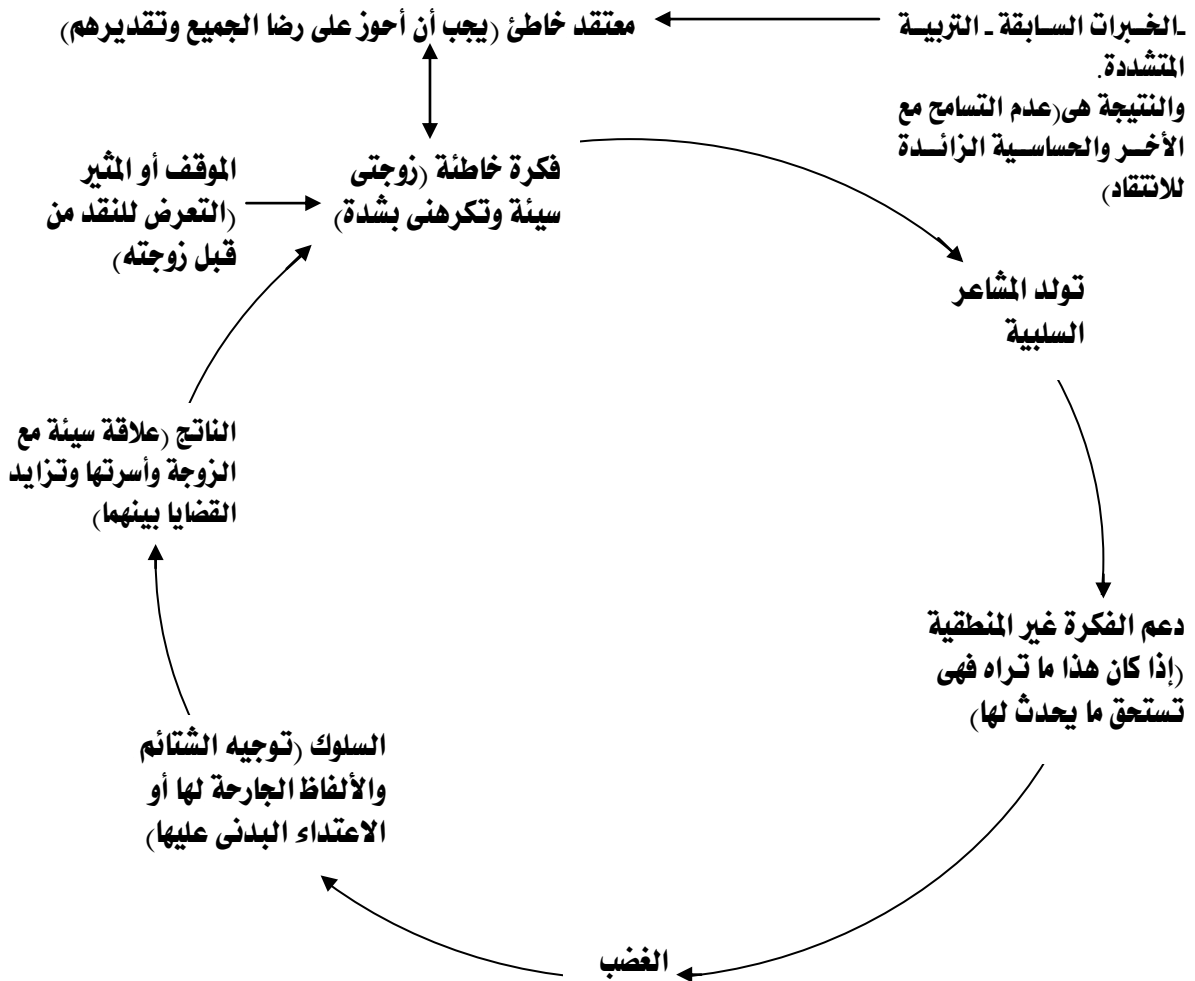 ـالخبرات السابقة ـ التربية
المتشددة.
والنتيجة هى(عدم التسامح مع
الأخر والحساسية الزائدة
للانتقاد)
معتقد خاطئ (يجب أن أحوز على رضا الجميع وتقديرهم)
فكرة خاطئة (زوجتى
سيئة وتكرهنى بشدة)
الموقف أو المثير
(التعرض للنقد من
قبل زوجته)
تولد المشاعر
السلبية
دعم الفكرة غير المنطقية
(إذا كان هذا ما تراه فهى
تستحق ما يحدث لها)
الغضب
السلوك (توجيه الشتائم
والألفاظ الجارحة لها أو
الاعتداء البدنى عليها)
الناتج (علاقة سيئة مع
الزوجة وأسرتها وتزايد
القضايا بينهما)